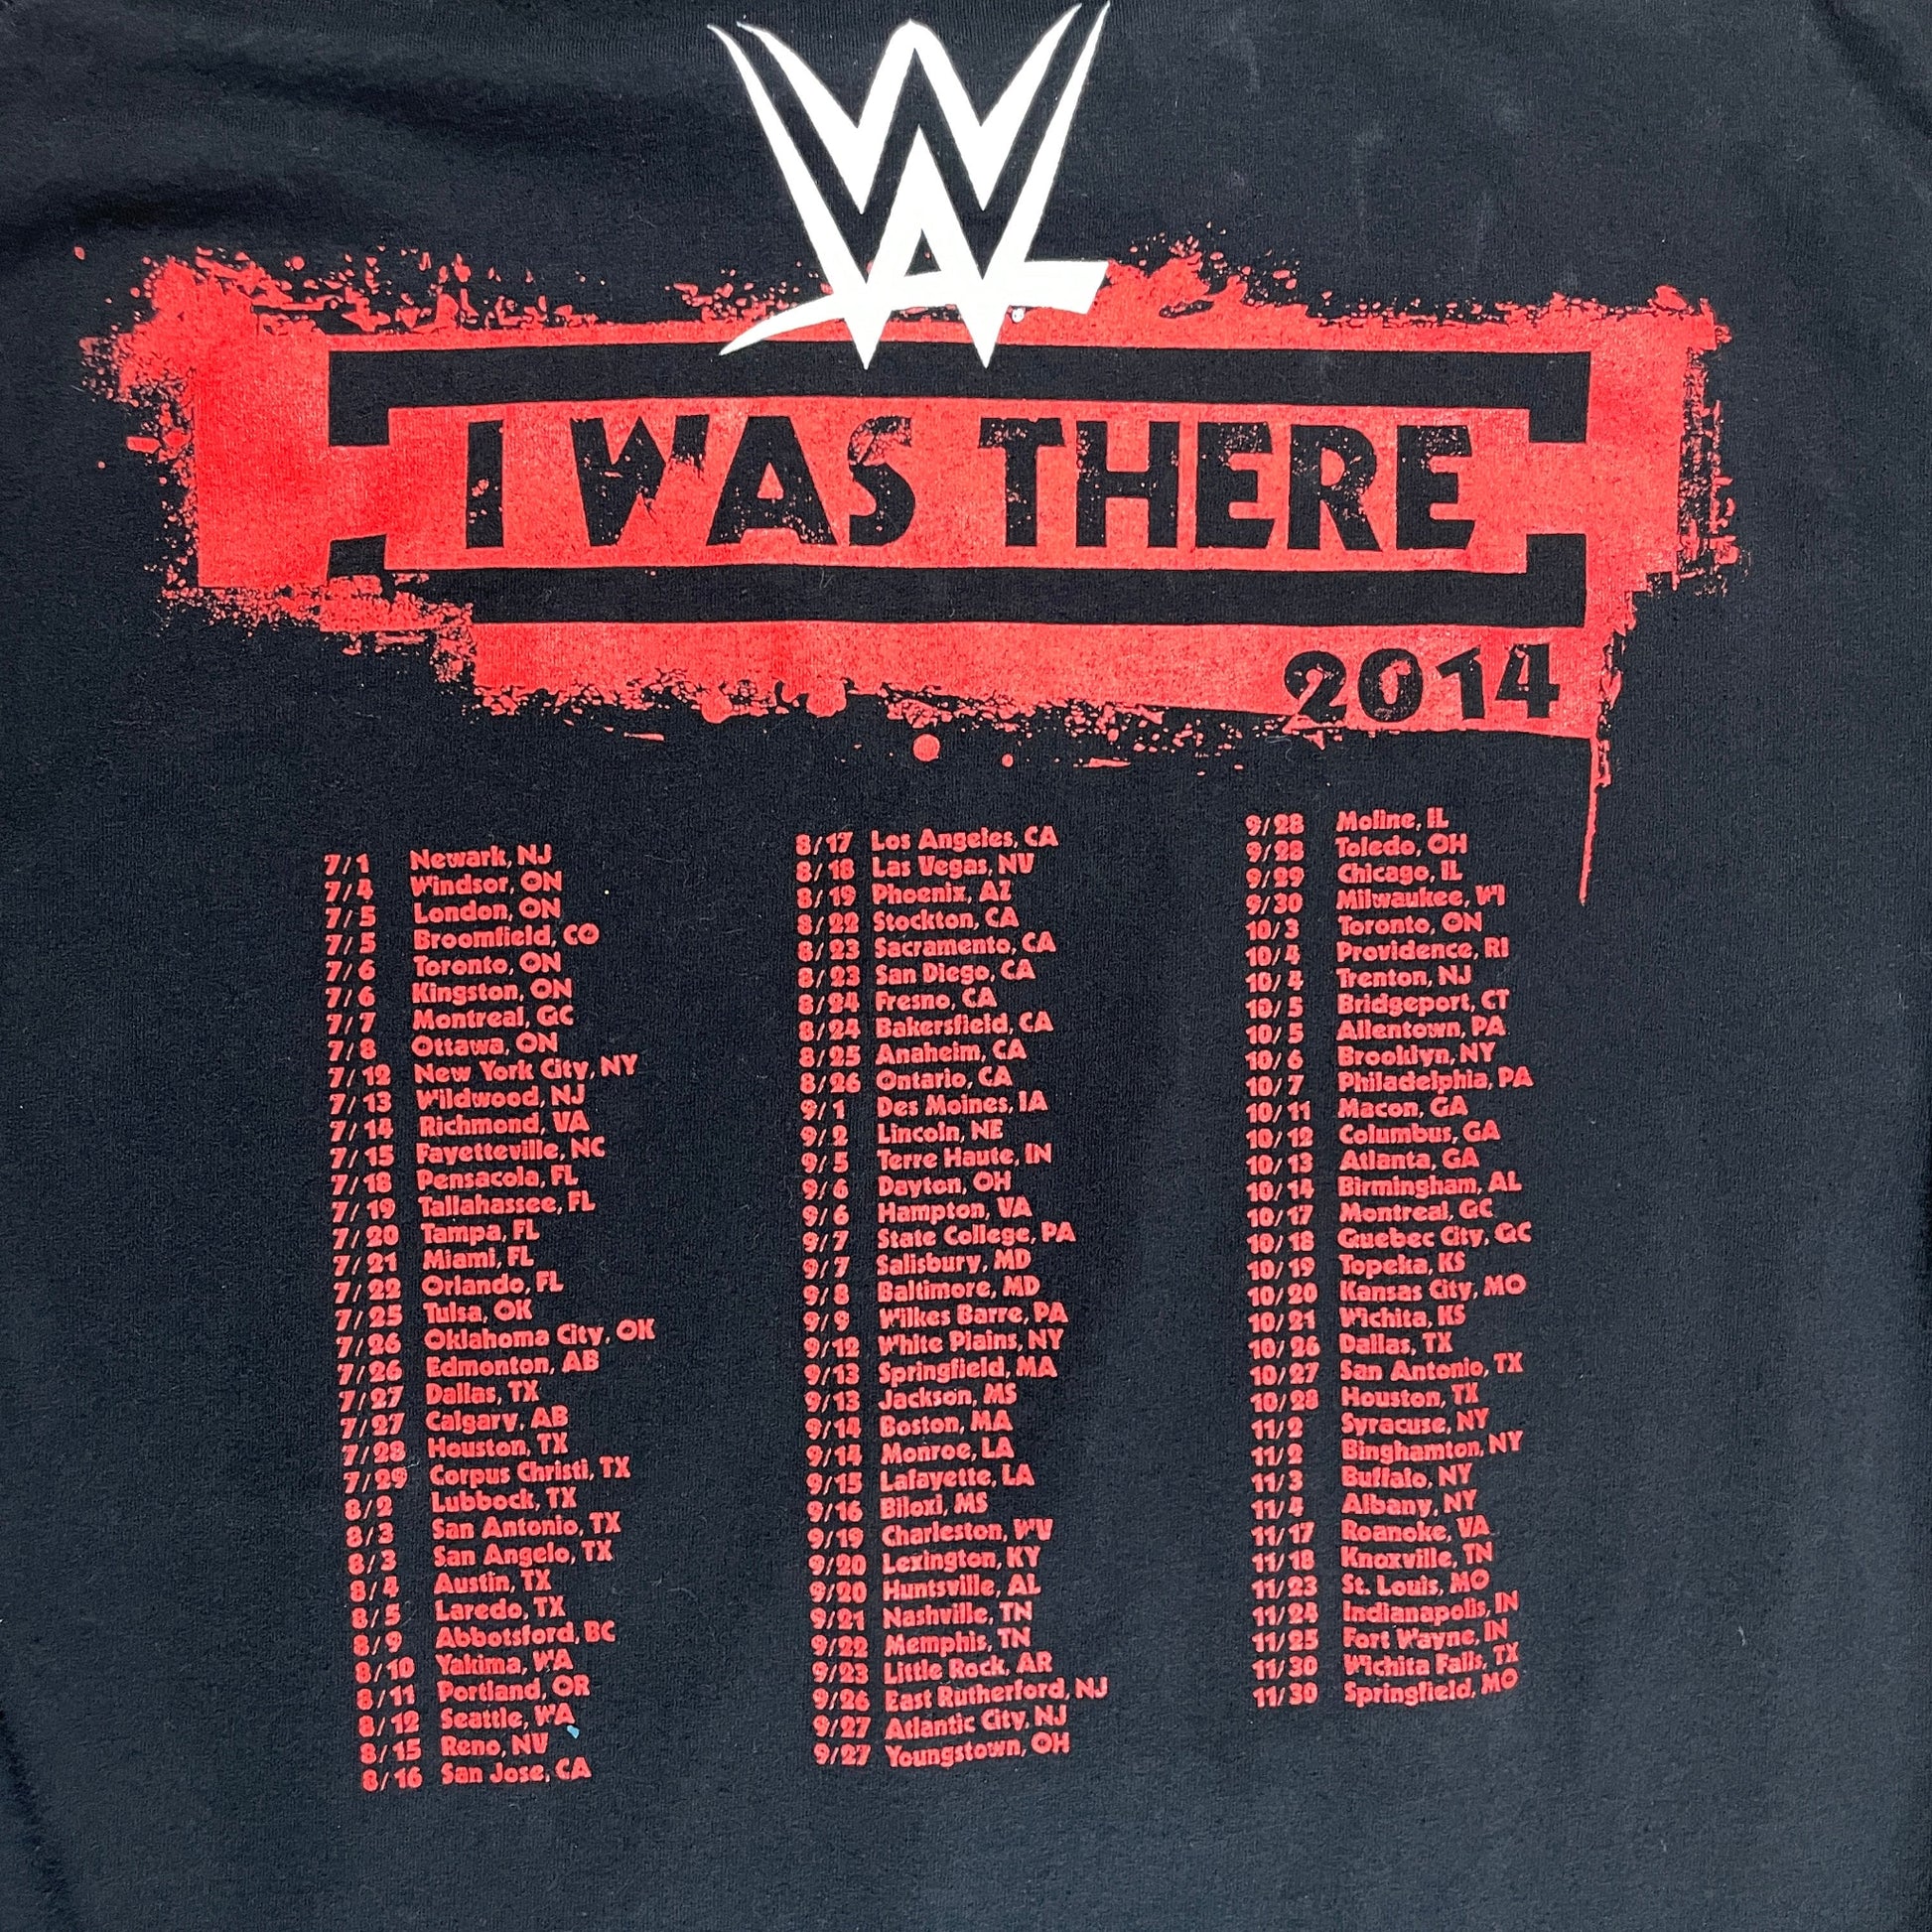 W
I WAS THERE
2014
7/1 Newark, NJ
7/4 Windsor, ON
7/5 London, ON
7/5 Broomfield, CO
7/6 Toronto, ON
7/6 Kingston, ON
7/7 Montreal, QC
7/8 Ottawa, ON
7/12 New York City, NY
7/13 Wildwood, NJ
7/14 Richmond, VA
7/15 Fayetteville, NC
7/18 Pensacola, FL
7/19 Tallahassee, FL
7/20 Tampa, FL
7/21 Miami, FL
7/22 Orlando, FL
7/25 Tulsa, OK
7/26 Oklahoma City, OK
7/26 Edmonton, AB
7/27 Dallas, TX
7/27 Calgary, AB
7/28 Houston, TX
7/29 Corpus Christi, TX
8/2 Lubbock, TX
8/3 San Antonio, TX
8/3 San Angelo, TX
8/4 Austin, TX
8/5 Laredo, TX
8/9 Abbotsford, BC
8/10 Yakima, WA
8/11 Portland, OR
8/12 Seattle, WA
8/15 Reno, NV
8/16 San Jose, CA
8/17 Los Angeles, CA
8/18 Las Vegas, NV
8/19 Phoenix, AZ
8/22 Stockton, CA
8/23 Sacramento, CA
8/23 San Diego, CA
8/24 Fresno, CA
8/24 Bakersfield, CA
8/25 Anaheim, CA
8/26 Ontario, CA
9/1 Des Moines, IA
9/2 Lincoln, NE
9/5 Terre Haute, IN
9/6 Dayton, OH
9/6 Hampton, VA
9/7 State College, PA
9/7 Salisbury, MD
9/8 Baltimore, MD
9/9 Wilkes Barre, PA
9/12 White Plains, NY
9/13 Springfield, MA
9/13 Jackson, MS
9/14 Boston, MA
9/14 Monroe, LA
9/15 Lafayette, LA
9/16 Biloxi, MS
9/19 Charleston, WV
9/20 Lexington, KY
9/20 Huntsville, AL
9/21 Nashville, TN
9/22 Memphis, TN
9/23 Little Rock, AR
9/26 East Rutherford, NJ
9/27 Atlantic City, NJ
9/27 Youngstown, OH
9/28 Moline, IL
9/28 Toledo, OH
9/29 Chicago, IL
9/30 Milwaukee, WI
10/3 Toronto, ON
10/4 Providence, RI
10/4 Trenton, NJ
10/5 Bridgeport, CT
10/5 Allentown, PA
10/6 Brooklyn, NY
10/7 Philadelphia, PA
10/11 Macon, GA
10/12 Columbus, GA
10/13 Atlanta, GA
10/14 Birmingham, AL
10/17 Montreal, QC
10/18 Quebec City, QC
10/19 Topeka, KS
10/20 Kansas City, MO
10/21 Wichita, KS
10/26 Dallas, TX
10/27 San Antonio, TX
10/28 Houston, TX
11/2 Syracuse, NY
11/2 Binghamton, NY
11/3 Buffalo, NY
11/4 Albany, NY
11/17 Roanoke, VA
11/18 Knoxville, TN
11/23 St. Louis, MO
11/24 Indianapolis, IN
11/25 Fort Wayne, IN
11/30 Wichita Falls, TX
11/30 Springfield, MO